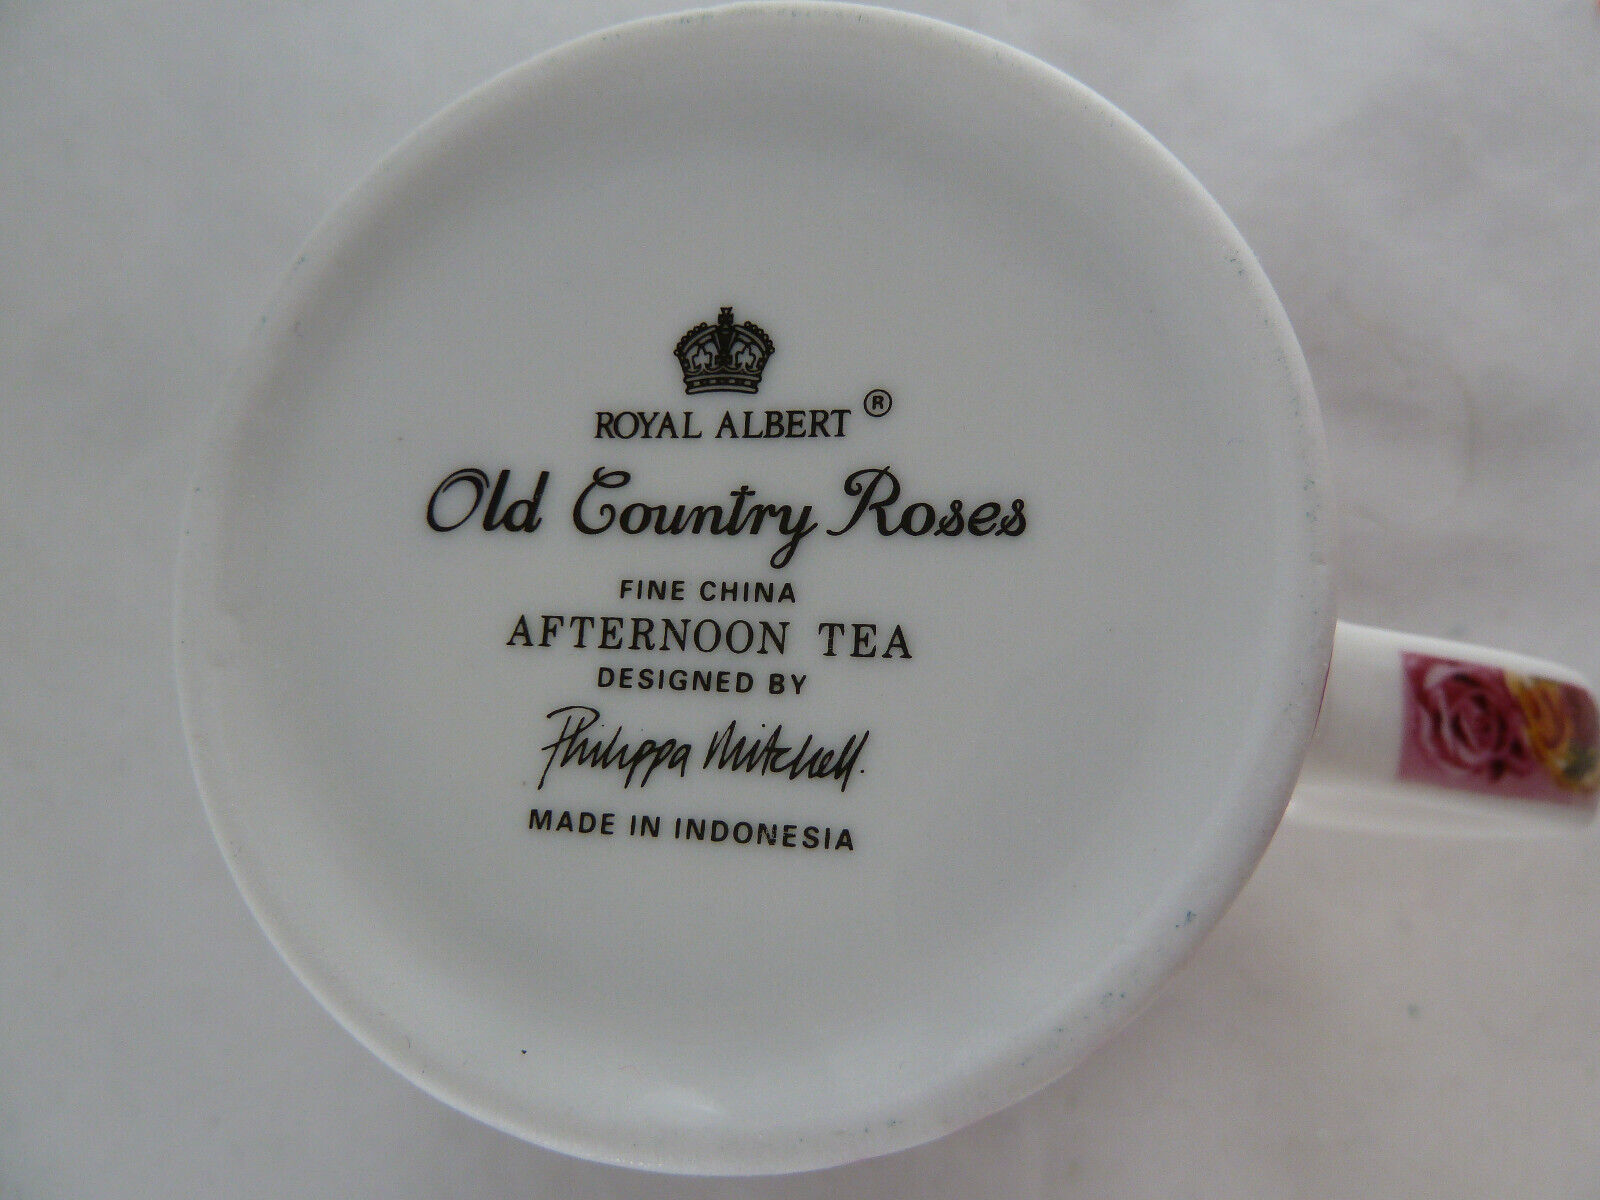 ROYAL ALBERT ®
Old Country Roses
FINE CHINA
AFTERNOON TEA
DESIGNED BY
Philippa Mitchell.
MADE IN INDONESIA